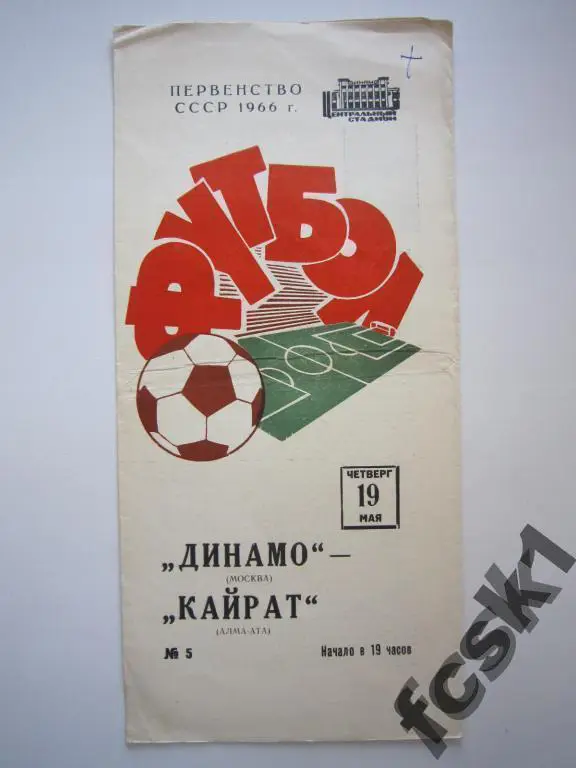 ПЕРВЕНСТВО
СССР 1966 г.
ЦЕНТРАЛЬНЫЙ
СТАДИОН
ФУТБОЛ
ЧЕТВЕРГ
19
МАЯ
„ДИНАМО“ —
(МОСКВА)
„КАЙРАТ“
(АЛМА-АТА)
№ 5
Начало в 19 часов
fcsk1